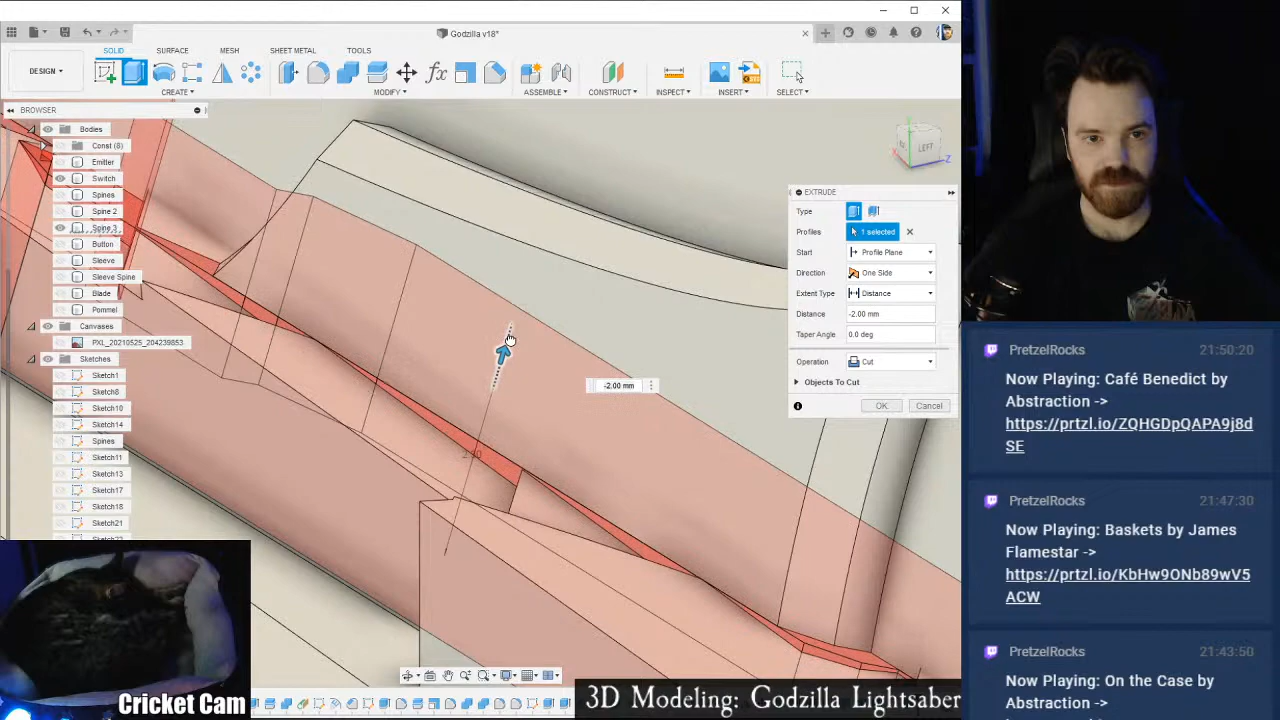 Godzilla v18*
SOLID
SURFACE
MESH
SHEET METAL
TOOLS
DESIGN
CREATE
MODIFY
ASSEMBLE
CONSTRUCT
INSPECT
INSERT
SELECT
BROWSER
Bodies
Const (8)
Emitter
Switch
Spines
Spine 2
Spine 3
Button
Sleeve
Sleeve Spine
Blade
Pommel
Canvases
PXL_20210525_204239853
Sketches
Sketch1
Sketch8
Sketch10
Sketch14
Spines
Sketch11
Sketch13
Sketch17
Sketch18
Sketch21
LEFT
Z
EXTRUDE
Type
Profiles 1 selected
Start Profile Plane
Direction One Side
Extent Type Distance
Distance -2.00 mm
Taper Angle 0.0 deg
Operation Cut
Objects To Cut
OK Cancel
-2.00 mm
PretzelRocks 21:50:20
Now Playing: Café Benedict by
Abstraction ->
https://prtzl.io/ZQHGDpQAPA9j8d
SE
PretzelRocks 21:47:30
Now Playing: Baskets by James
Flamestar ->
https://prtzl.io/KbHw9ONb89wV5
ACW
PretzelRocks 21:43:50
Now Playing: On the Case by
Abstraction ->
Cricket Cam
3D Modeling: Godzilla Lightsaber